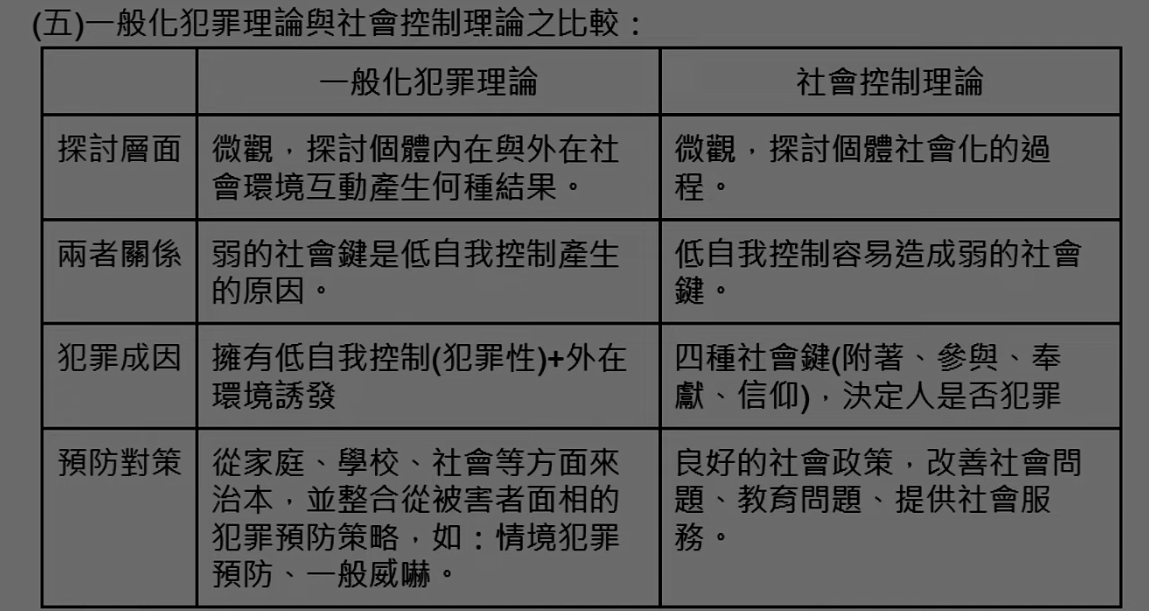 (五)一般化犯罪理論與社會控制理論之比較：
一般化犯罪理論
社會控制理論
探討層面
微觀，探討個體內在與外在社
會環境互動產生何種結果。
微觀，探討個體社會化的過
程。
兩者關係
弱的社會鍵是低自我控制產生
的原因。
低自我控制容易造成弱的社會
鍵。
犯罪成因
擁有低自我控制(犯罪性)+外在
環境誘發
四種社會鍵(附著、參與、奉
獻、信仰)，決定人是否犯罪
預防對策
從家庭、學校、社會等方面來
治本，並整合從被害者面相的
犯罪預防策略，如：情境犯罪
預防、一般威嚇。
良好的社會政策，改善社會問
題、教育問題、提供社會服
務。